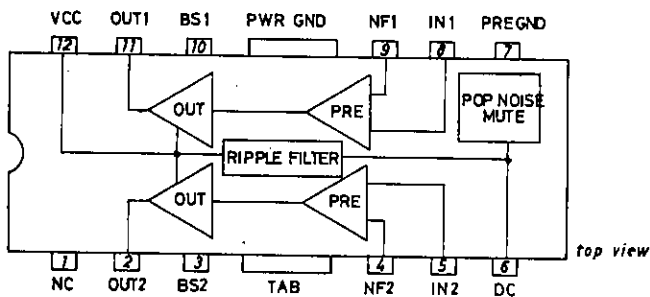 VCC OUT1 BS1 PWR GND NF1 IN1 PREGND
12 11 10 9 8 7
OUT PRE POP NOISE
MUTE
RIPPLE FILTER
OUT PRE
top view
1 2 3 4 5 6
NC OUT2 BS2 TAB NF2 IN2 DC